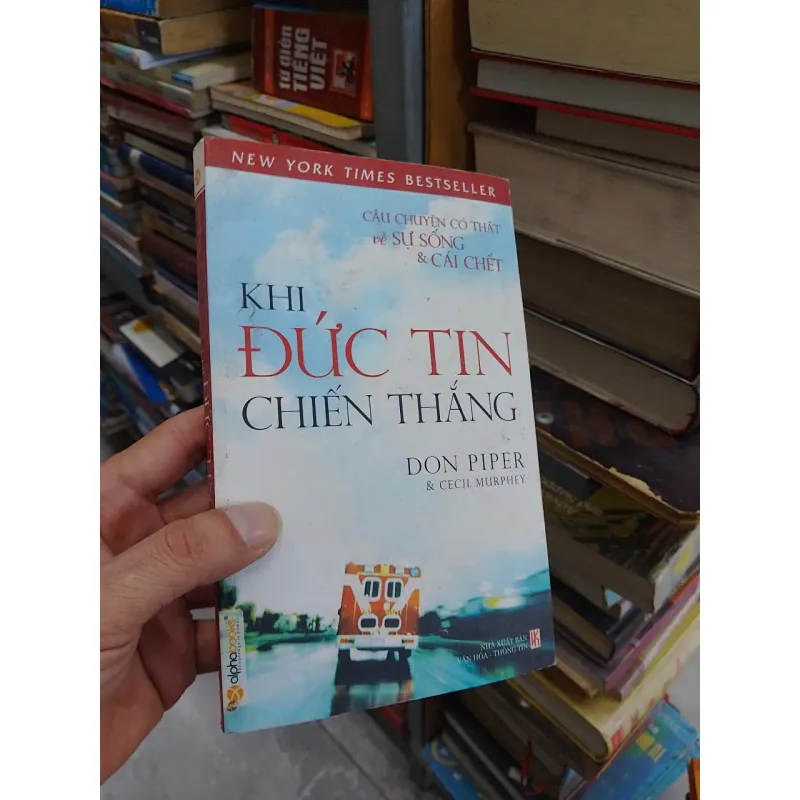 TỪ ĐIỂN
TIẾNG
VIỆT
NEW YORK TIMES BESTSELLER
CÂU CHUYỆN CÓ THẬT
về SỰ SỐNG
& CÁI CHẾT
KHI
ĐỨC TIN
CHIẾN THẮNG
DON PIPER
& CECIL MURPHEY
NHÀ XUẤT BẢN
VĂN HÓA - THÔNG TIN
alphabooks